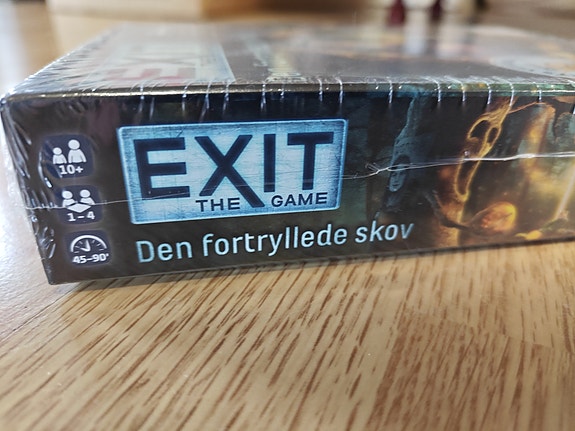 10+
1-4
45-90'
EXIT
THE GAME
Den fortryllede skov